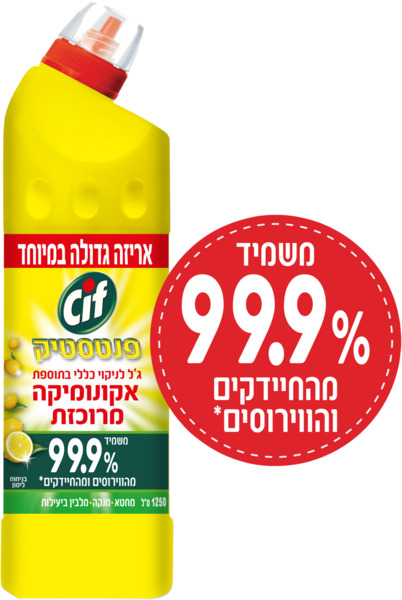 אריזה גדולה במיוחד
Cif
פנטסטיק
ג'ל לניקוי כללי בתוספת
אקונומיקה
מרוכזת
משמיד
99.9%
מהווירוסים ומהחיידקים*
בניחוח
לימון
1250 מ"ל מחטא-מנקה-מלבין ביעילות
משמיד
99.9%
מהחיידקים
והווירוסים*